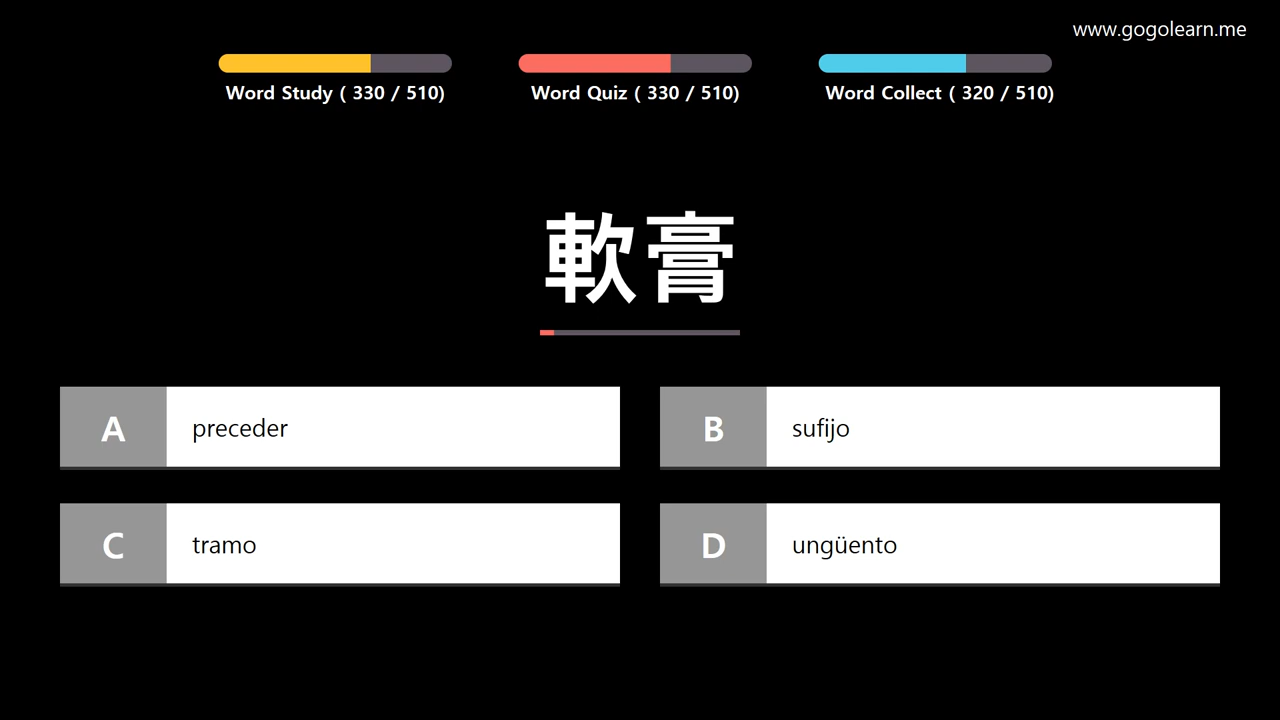 www.gogolearn.me
Word Study ( 330 / 510)
Word Quiz ( 330 / 510)
Word Collect ( 320 / 510)
軟膏
A preceder
B sufijo
C tramo
D ungüento